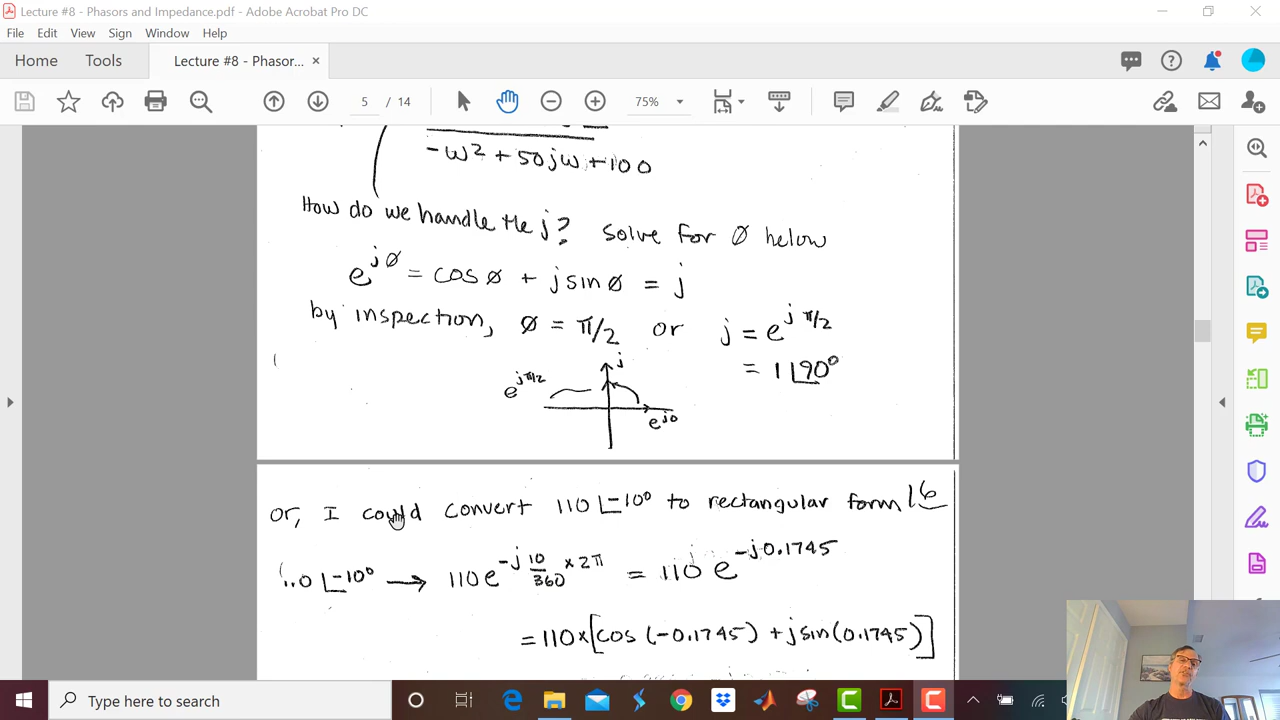 Lecture #8 - Phasors and Impedance.pdf - Adobe Acrobat Pro DC
File Edit View Sign Window Help
Home Tools Lecture #8 - Phasor... ×
5 / 14 75%
-ω² + 50jω + 100
How do we handle the j? Solve for Ø below
e^jØ = cos Ø + j sin Ø = j
by inspection, Ø = π/2 or j = e^j π/2
= 1∟90°
j
e^jπ/2
e^j0
or, I could convert 110 ∟-10° to rectangular form 16
110 ∟-10° → 110 e^-j 10/360 × 2π = 110 e^-j0.1745
= 110 × [cos (-0.1745) + j sin (0.1745)]
Type here to search